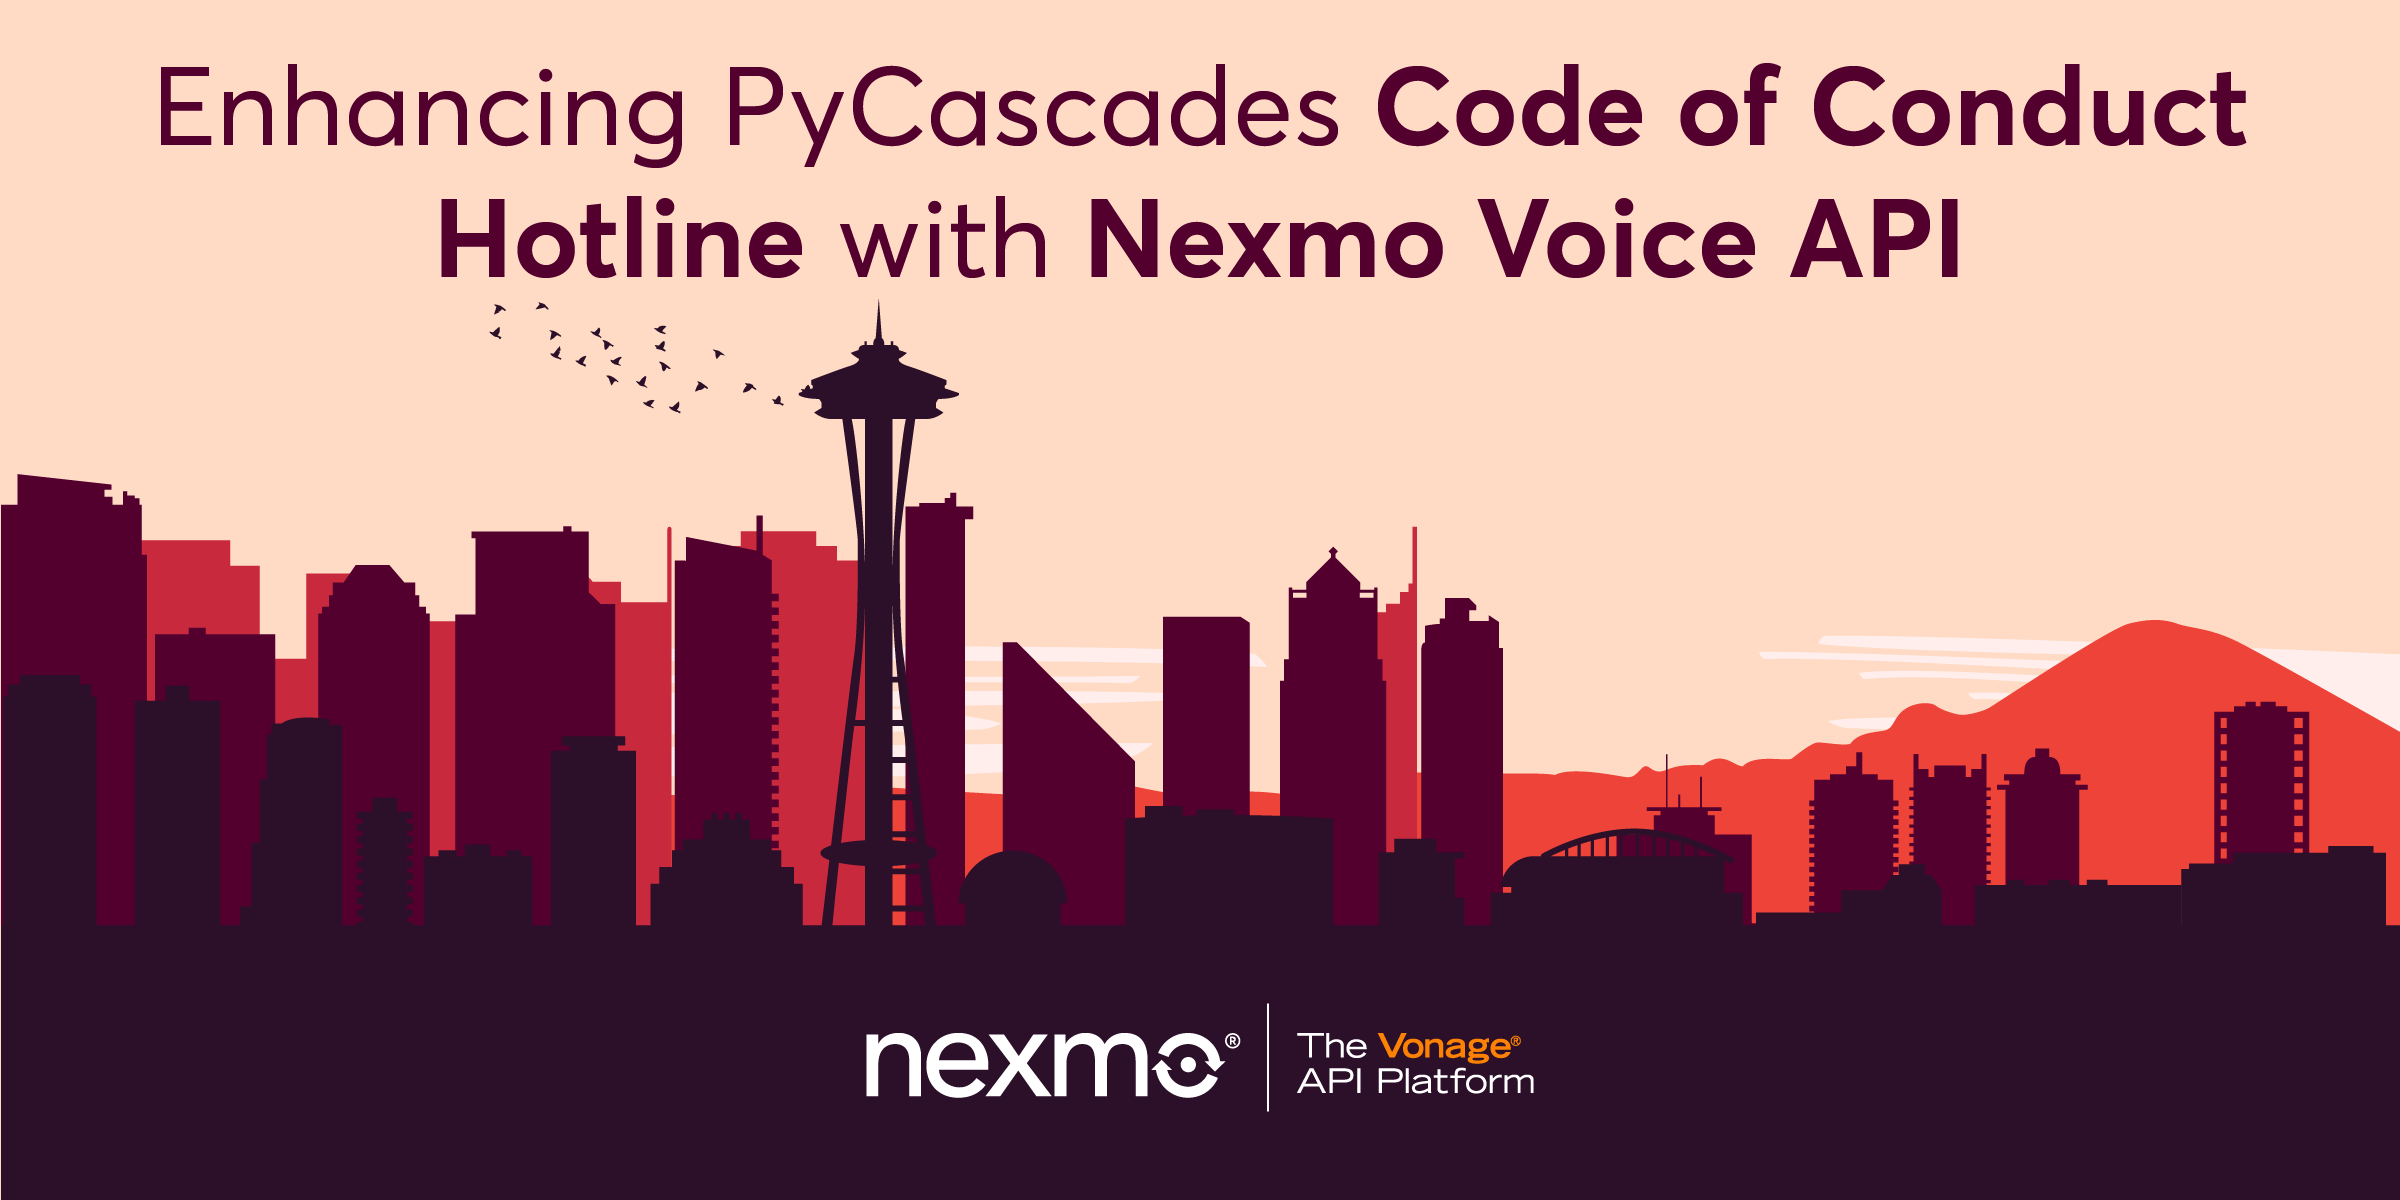 Enhancing PyCascades Code of Conduct
Hotline with Nexmo Voice API
nexmo®
The Vonage®
API Platform